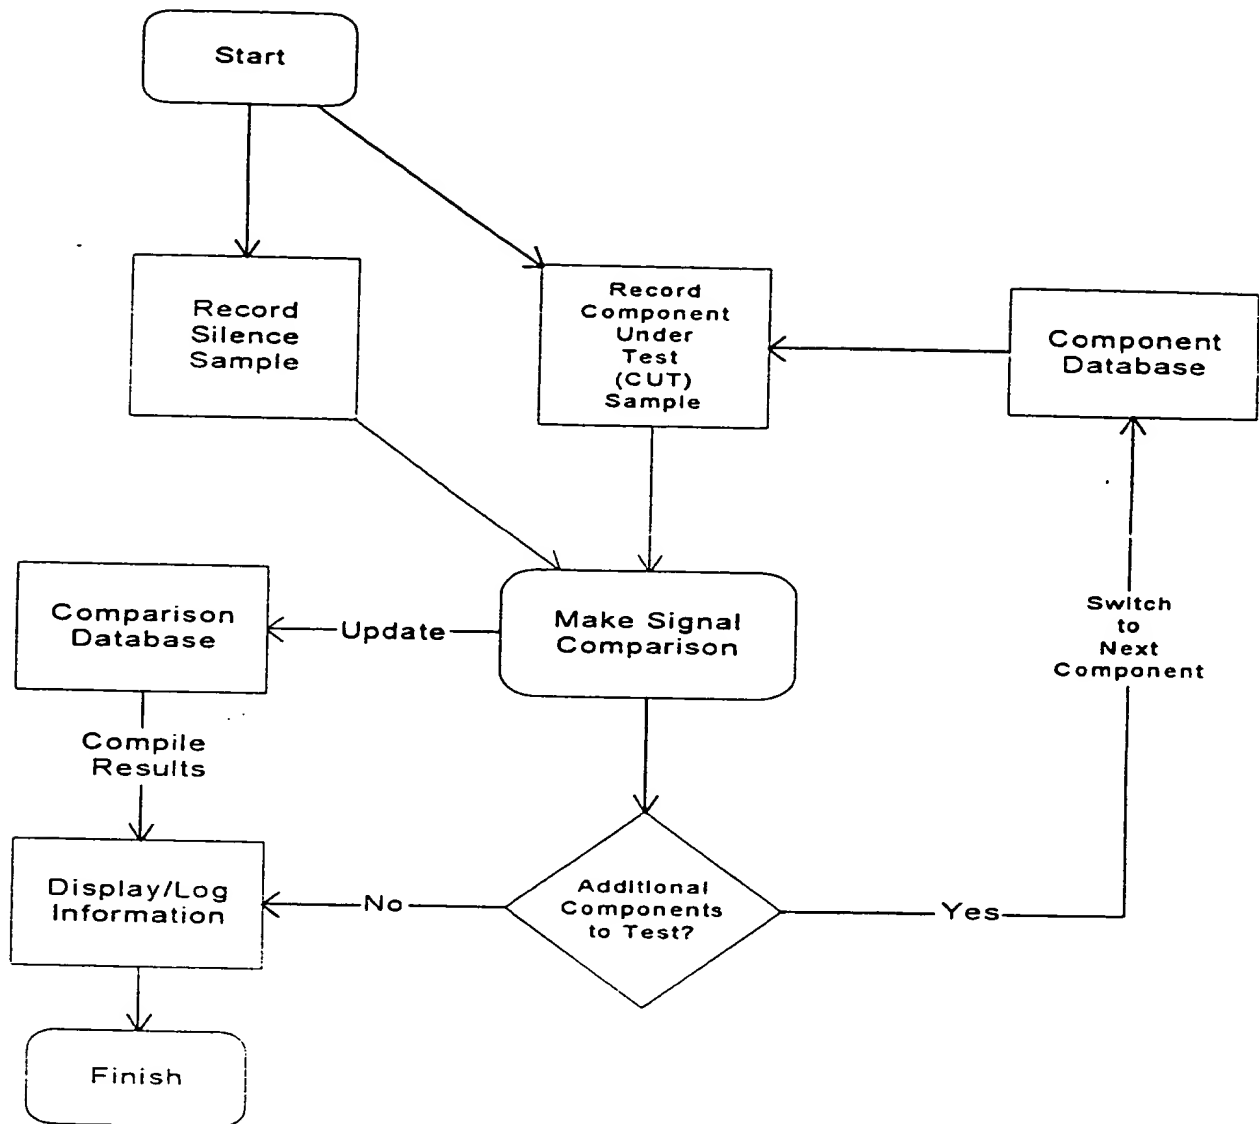 Start
Record
Silence
Sample
Record
Component
Under
Test
(CUT)
Sample
Component
Database
Comparison
Database
Update
Make Signal
Comparison
Switch
to
Next
Component
Compile
Results
Display/Log
Information
No
Additional
Components
to Test?
Yes
Finish